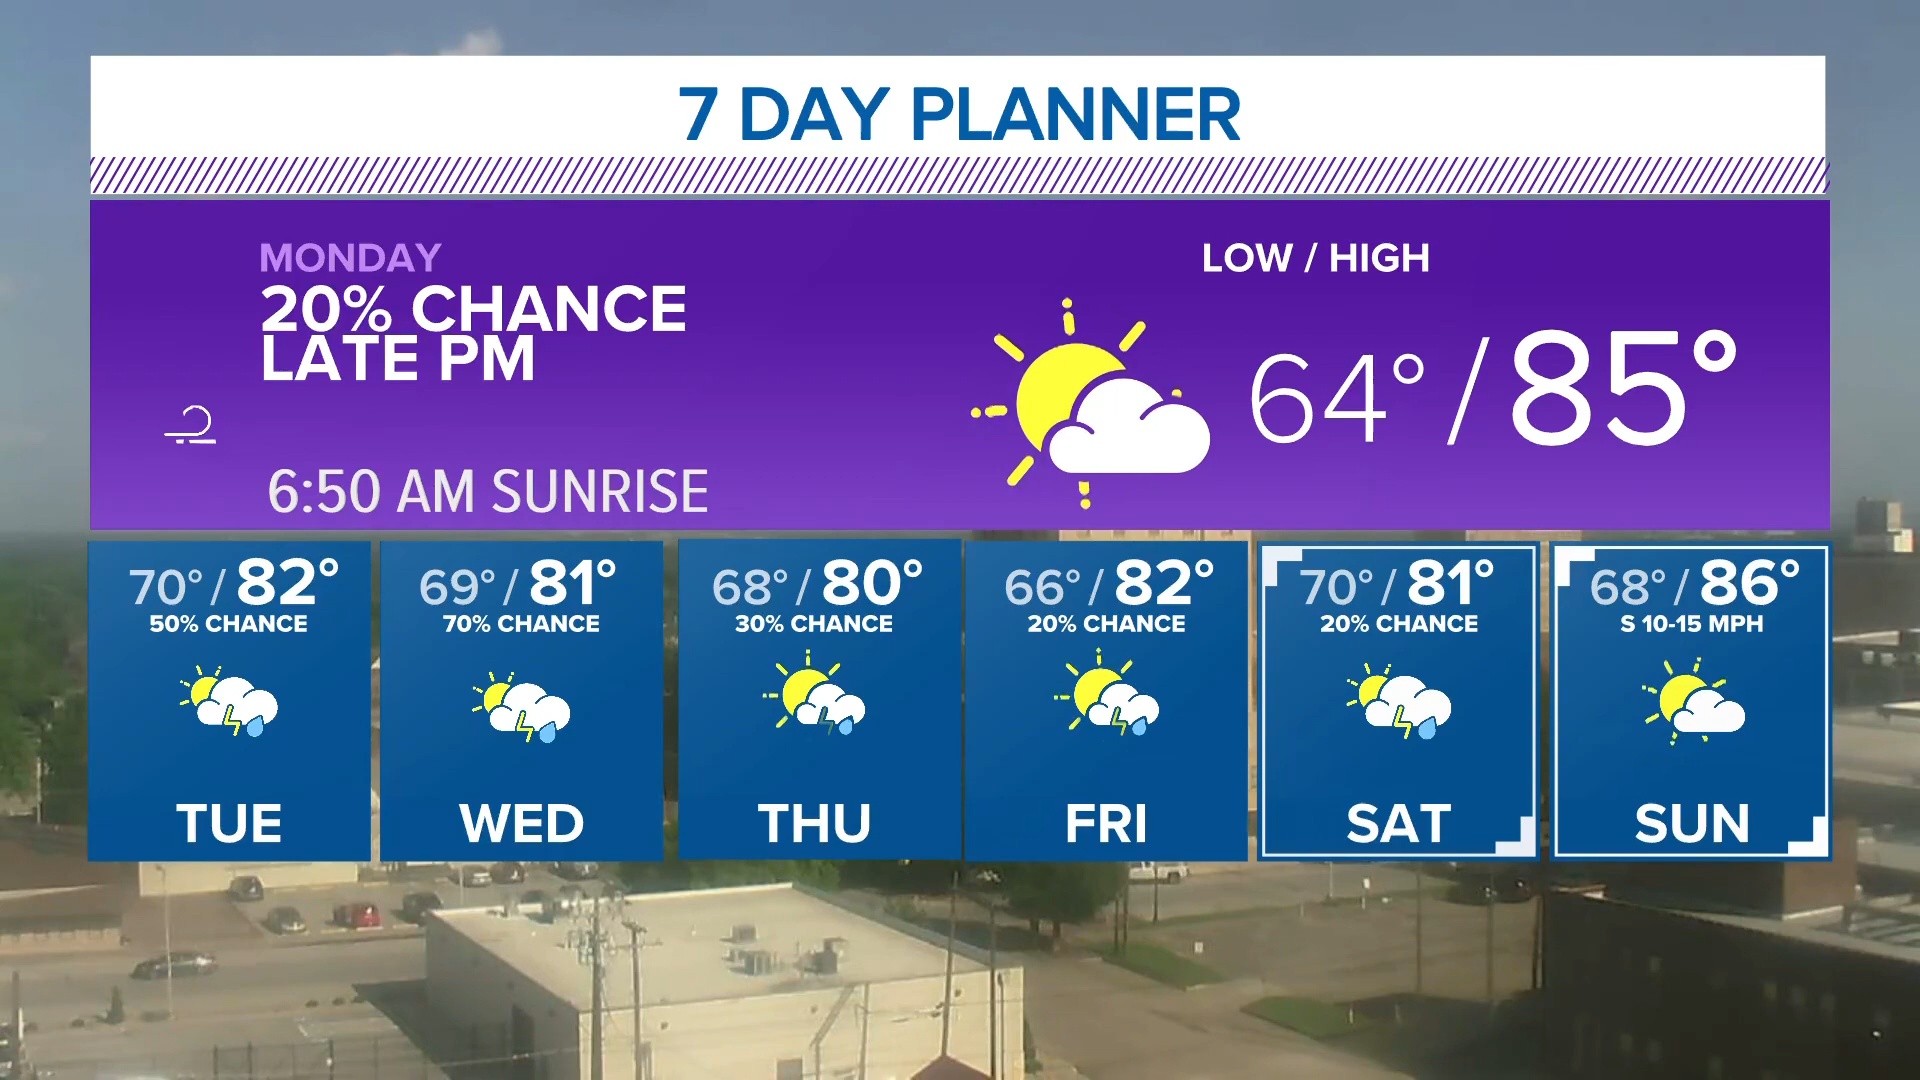 7 DAY PLANNER
MONDAY
20% CHANCE
LATE PM
6:50 AM SUNRISE
LOW / HIGH
64° / 85°
70° / 82°
50% CHANCE
TUE
69° / 81°
70% CHANCE
WED
68° / 80°
30% CHANCE
THU
66° / 82°
20% CHANCE
FRI
70° / 81°
20% CHANCE
SAT
68° / 86°
S 10-15 MPH
SUN